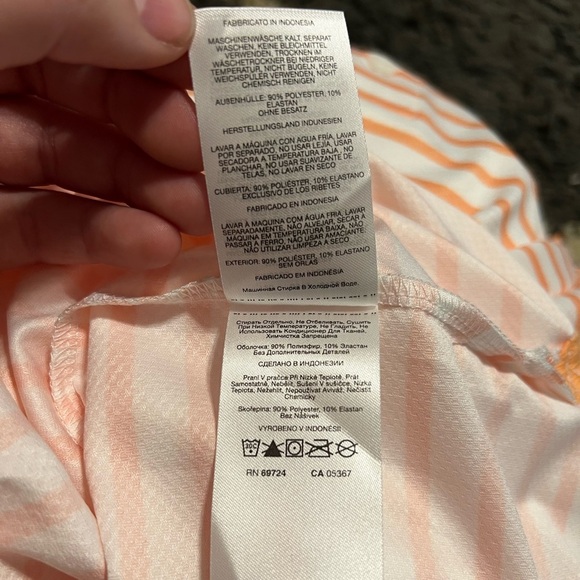 FABBRICATO IN INDONESIA
MASCHINENWÄSCHE KALT, SEPARAT
WASCHEN, KEINE BLEICHMITTEL
VERWENDEN, TROCKNEN IM
WÄSCHETROCKNER BEI NIEDRIGER
TEMPERATUR, NICHT BÜGELN, KEINE
WEICHSPÜLER VERWENDEN, NICHT
CHEMISCH REINIGEN
AUßENHÜLLE: 90% POLYESTER, 10%
ELASTAN
OHNE BESATZ
HERSTELLUNGSLAND INDUNESIEN
LAVAR A MÁQUINA CON AGUA FRÍA, LAVAR
POR SEPARADO, NO USAR LEJÍA, USAR
SECADORA A TEMPERATURA BAJA, NO
PLANCHAR, NO USAR SUAVIZANTE DE
TELAS, NO LAVAR EN SECO
CUBIERTA: 90% POLIÉSTER, 10% ELASTANO
EXCLUSIVO DE LOS RIBETES
FABRICADO EN INDONESIA
LAVAR A MÁQUINA COM ÁGUA FRIA, LAVAR
SEPARADAMENTE, NÃO ALVEJAR, SECAR A
MÁQUINA EM TEMPERATURA BAIXA, NÃO
PASSAR A FERRO, NÃO USAR AMACIANTE,
NÃO UTILIZAR LIMPEZA A SECO
EXTERIOR: 90% POLIÉSTER, 10% ELASTANO
SEM ORLAS
FABRICADO EM INDONÉSIA
Машинная Стирка В Холодной Воде,
Стирать Отдельно, Не Отбеливать, Сушить
При Низкой Температуре, Не Гладить, Не
Использовать Кондиционер Для Тканей,
Химчистка Запрещена
Оболочка: 90% Полиэфир, 10% Эластан
Без Дополнительных Деталей
СДЕЛАНО В ИНДОНЕЗИИ
Praní V pračce Při Nízké Teplotě, Prát
Samostatně, Nebělit, Sušení V sušičce, Nízká
Teplota, Nežehlit, Nepoužívat Aviváž, Nečistit
Chemicky
Skořepina: 90% Polyester, 10% Elastan
Bez Nášivek
VYROBENO V INDONÉSII
30C
RN 69724 CA 05367